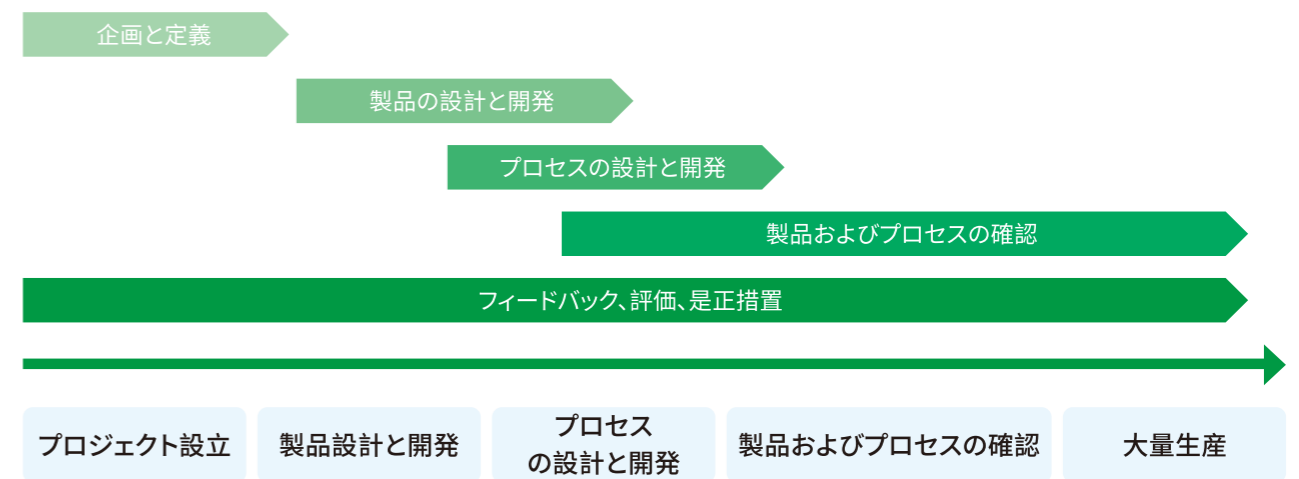 企画と定義
製品の設計と開発
プロセスの設計と開発
製品およびプロセスの確認
フィードバック、評価、是正措置
プロジェクト設立
製品設計と開発
プロセス
の設計と開発
製品およびプロセスの確認
大量生産